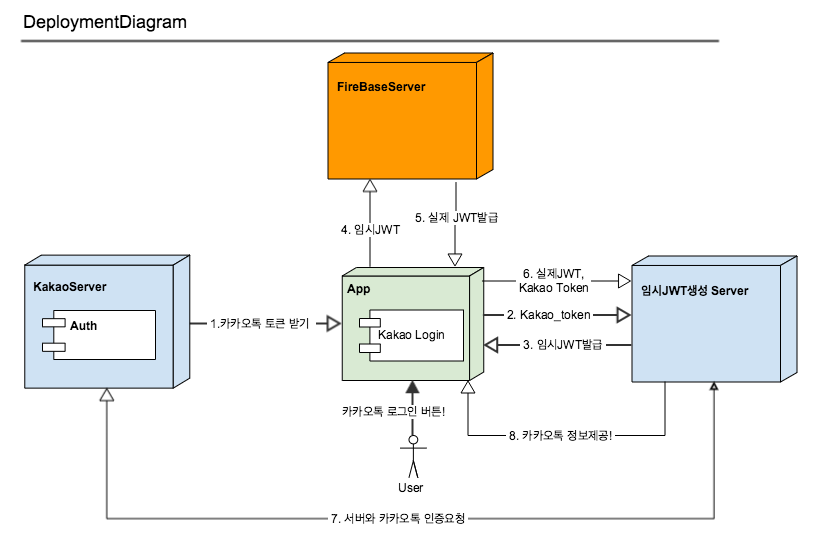 DeploymentDiagram
FireBaseServer
4. 임시JWT
5. 실제 JWT발급
KakaoServer
Auth
1.카카오톡 토큰 받기
App
Kakao Login
6. 실제JWT,
Kakao Token
2. Kakao_token
3. 임시JWT발급
임시JWT생성 Server
카카오톡 로그인 버튼!
8. 카카오톡 정보제공!
User
7. 서버와 카카오톡 인증요청